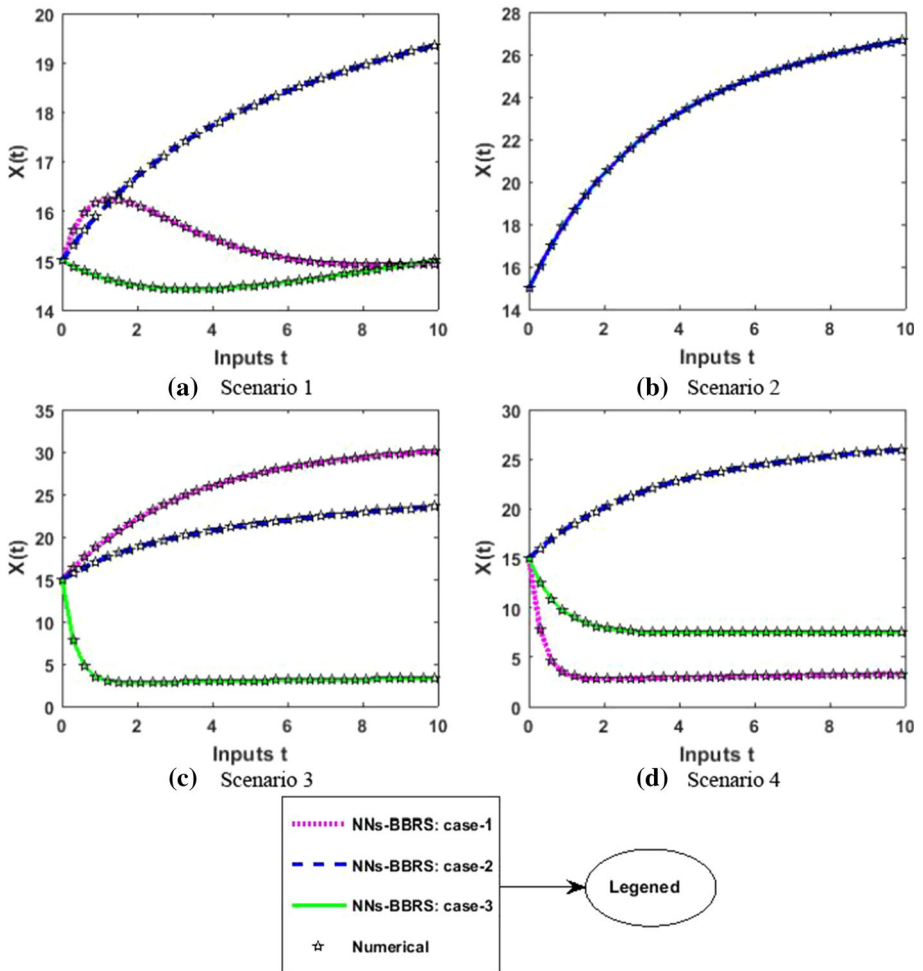 20
19
18
17
16
15
14
X(t)
0 2 4 6 8 10
Inputs t
(a) Scenario 1
28
26
24
22
20
18
16
14
X(t)
0 2 4 6 8 10
Inputs t
(b) Scenario 2
35
30
25
20
15
10
5
0
X(t)
0 2 4 6 8 10
Inputs t
(c) Scenario 3
30
25
20
15
10
5
0
X(t)
0 2 4 6 8 10
Inputs t
(d) Scenario 4
NNs-BBRS: case-1
NNs-BBRS: case-2
NNs-BBRS: case-3
Numerical
Legened